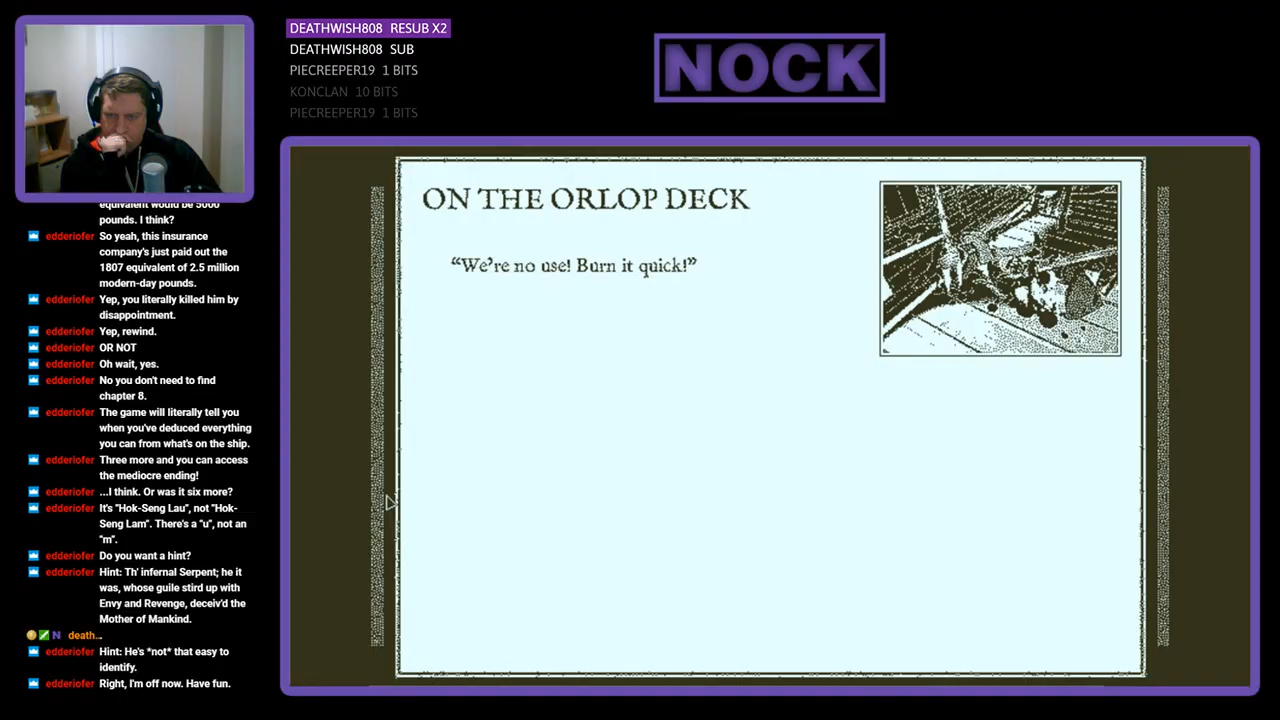 DEATHWISH808 RESUB X2
DEATHWISH808 SUB
PIECREEPER19 1 BITS
KONCLAN 10 BITS
PIECREEPER19 1 BITS
NOCK
equivalent would be 5000
pounds. I think?
edderiofer So yeah, this insurance
company's just paid out the
1807 equivalent of 2.5 million
modern-day pounds.
edderiofer Yep, you literally killed him by
disappointment.
edderiofer Yep, rewind.
edderiofer OR NOT
edderiofer Oh wait, yes.
edderiofer No you don't need to find
chapter 8.
edderiofer The game will literally tell you
when you've deduced everything
you can from what's on the ship.
edderiofer Three more and you can access
the mediocre ending!
edderiofer ...I think. Or was it six more?
edderiofer It's "Hok-Seng Lau", not "Hok-
Seng Lam". There's a "u", not an
"m".
edderiofer Do you want a hint?
edderiofer Hint: Th' infernal Serpent; he it
was, whose guile stird up with
Envy and Revenge, deceiv'd the
Mother of Mankind.
N death...
edderiofer Hint: He's *not* that easy to
identify.
edderiofer Right, I'm off now. Have fun.
ON THE ORLOP DECK
“We’re no use! Burn it quick!”